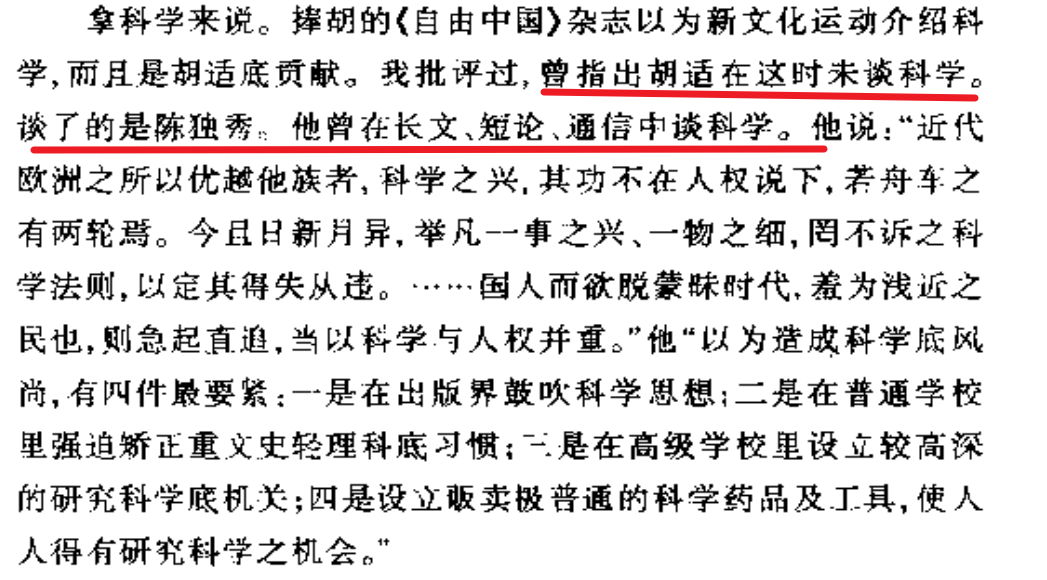 拿科学来说。捧胡的《自由中国》杂志以为新文化运动介绍科
学,而且是胡适底贡献。我批评过,曾指出胡适在这时未谈科学。
谈了的是陈独秀。他曾在长文、短论、通信中谈科学。他说:“近代
欧洲之所以优越他族者,科学之兴,其功不在人权说下,若舟车之
有两轮焉。今且日新月异,举凡一事之兴、一物之细,罔不诉之科
学法则,以定其得失从违。……国人而欲脱蒙昧时代,羞为浅近之
民也,则急起直追,当以科学与人权并重。”他“以为造成科学底风
尚,有四件最要紧:一是在出版界鼓吹科学思想;二是在普通学校
里强迫矫正重文史轻理科底习惯;三是在高级学校里设立较高深
的研究科学底机关;四是设立贩卖极普通的科学药品及工具,使人
人得有研究科学之机会。”